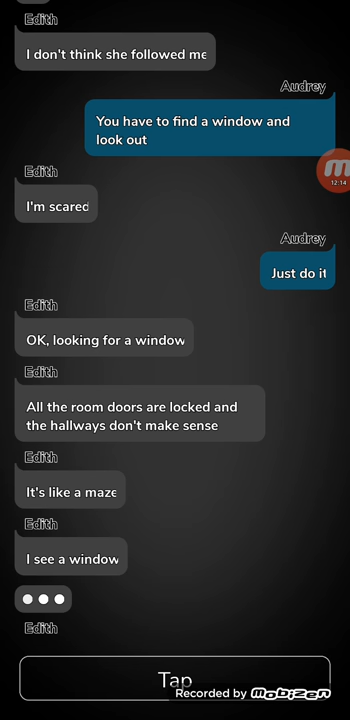 Edith
I don't think she followed me
Audrey
You have to find a window and
look out
12:14
Edith
I'm scared
Audrey
Just do it
Edith
OK, looking for a window
Edith
All the room doors are locked and
the hallways don't make sense
Edith
It's like a maze
Edith
I see a window
Edith
Tap
Recorded by Mobizen